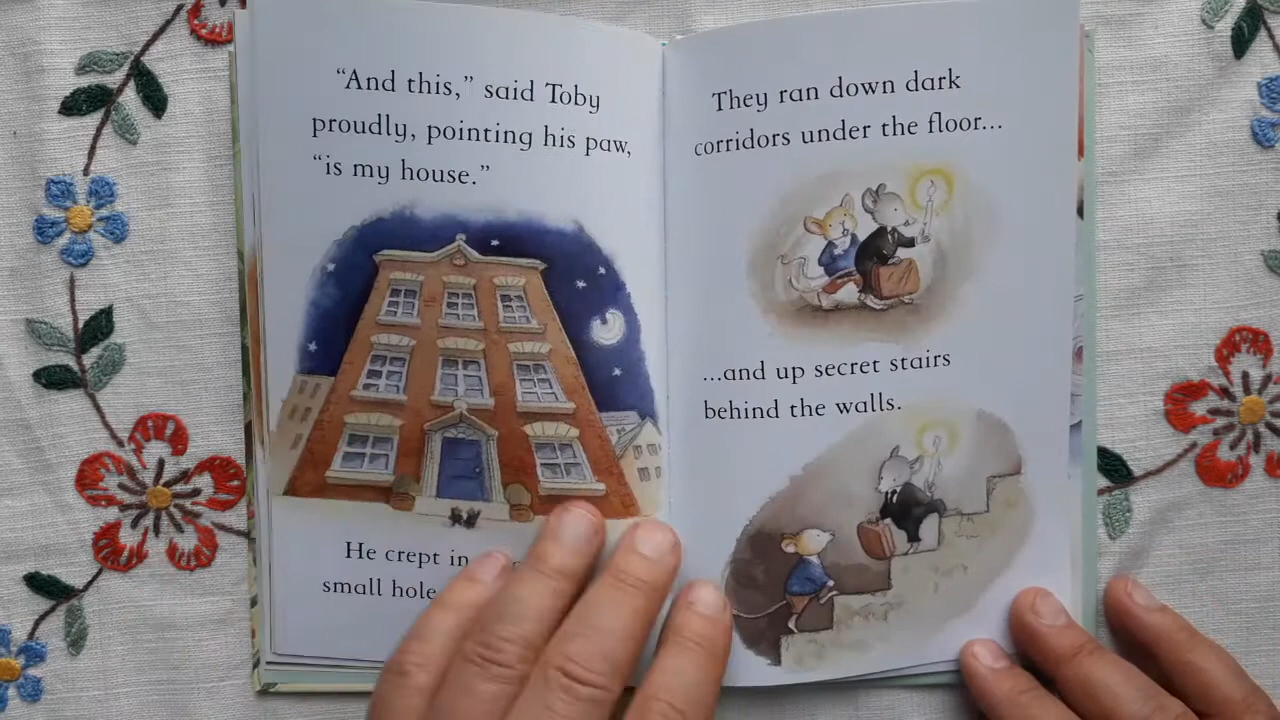 “And this,” said Toby
proudly, pointing his paw,
“is my house.”
He crept in
small hole
They ran down dark
corridors under the floor...
...and up secret stairs
behind the walls.